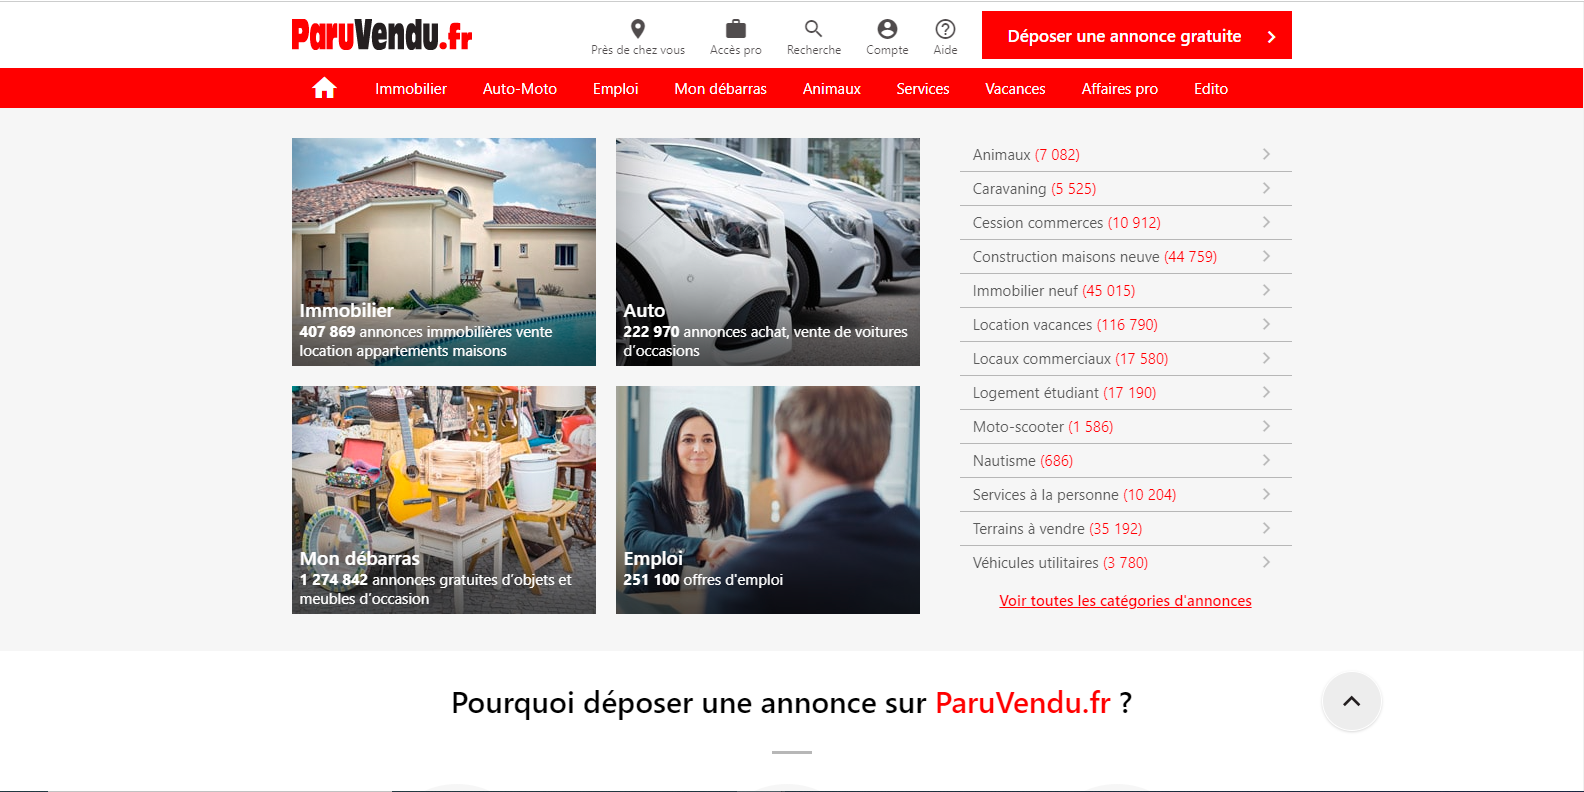 ParuVendu.fr
Près de chez vous
Accès pro
Recherche
Compte
Aide
Déposer une annonce gratuite
Immobilier
Auto-Moto
Emploi
Mon débarras
Animaux
Services
Vacances
Affaires pro
Edito
Immobilier
407 869 annonces immobilières vente
location appartements maisons
Auto
222 970 annonces achat, vente de voitures
d’occasions
Mon débarras
1 274 842 annonces gratuites d’objets et
meubles d’occasion
Emploi
251 100 offres d'emploi
Animaux (7 082)
Caravaning (5 525)
Cession commerces (10 912)
Construction maisons neuve (44 759)
Immobilier neuf (45 015)
Location vacances (116 790)
Locaux commerciaux (17 580)
Logement étudiant (17 190)
Moto-scooter (1 586)
Nautisme (686)
Services à la personne (10 204)
Terrains à vendre (35 192)
Véhicules utilitaires (3 780)
Voir toutes les catégories d'annonces
Pourquoi déposer une annonce sur ParuVendu.fr ?